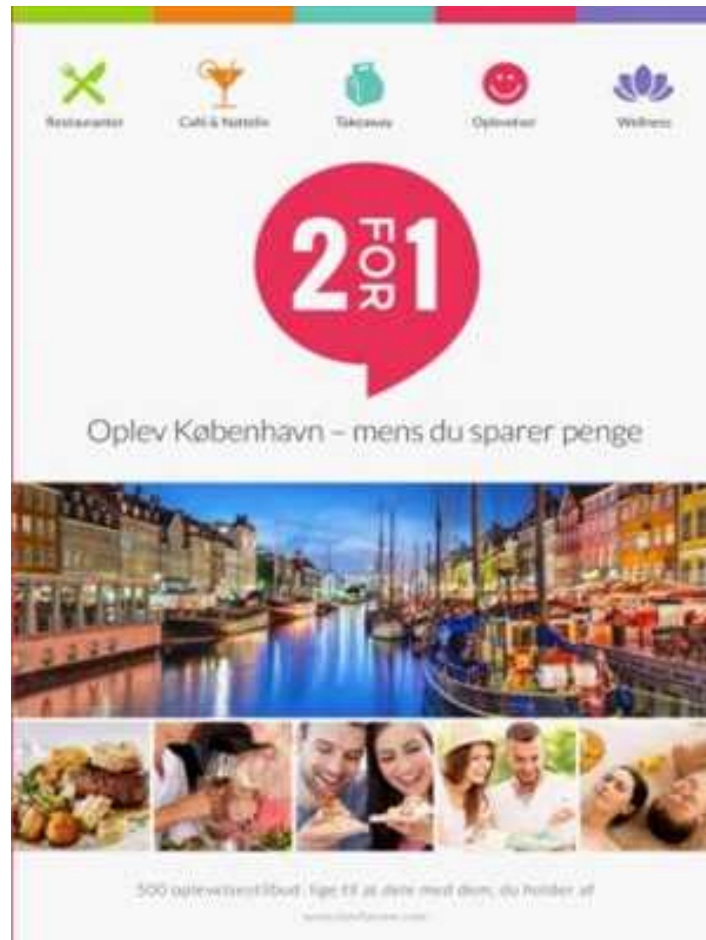 Restauranter
Café & Natteliv
Takeaway
Oplevelser
Wellness
2 FOR 1
Oplev København – mens du sparer penge
500 oplevelsestilbud lige til at dele med dem, du holder af